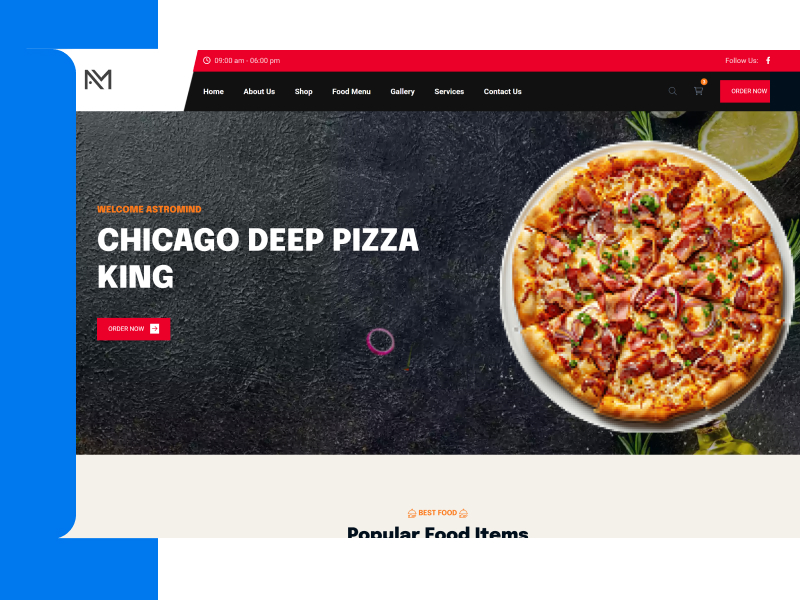 09:00 am - 06:00 pm
Follow Us:
Home About Us Shop Food Menu Gallery Services Contact Us
ORDER NOW
WELCOME ASTROMIND
CHICAGO DEEP PIZZA
KING
ORDER NOW
BEST FOOD
Popular Food Items